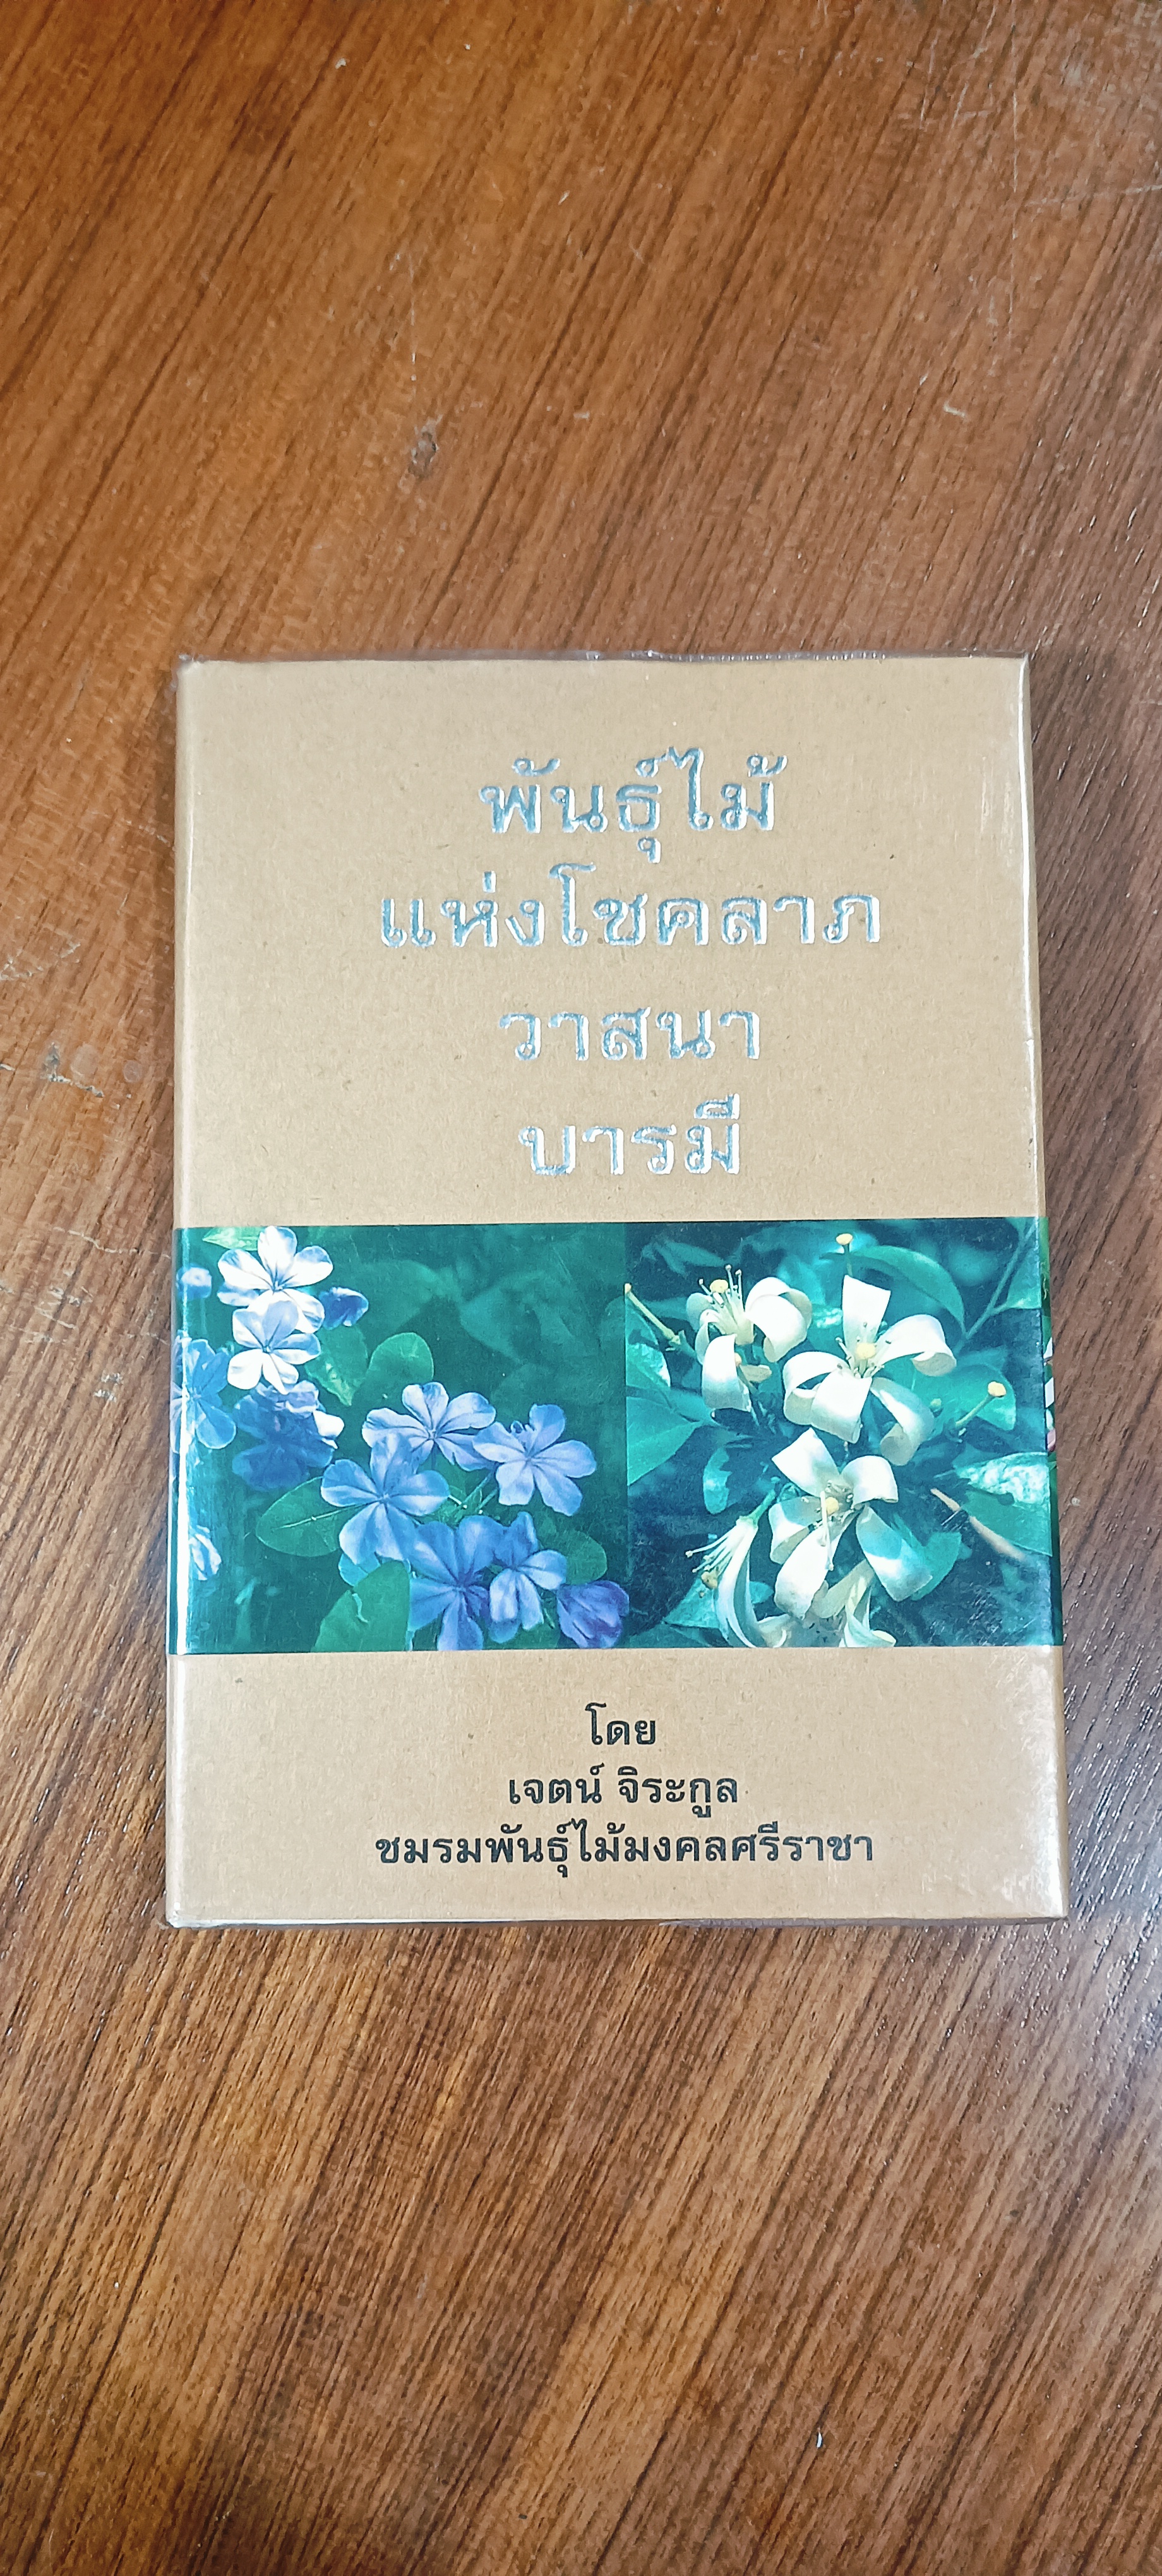 พันธุ์ไม้
แห่งโชคลาภ
วาสนา
บารมี
โดย
เจตน์ จิระกูล
ชมรมพันธุ์ไม้มงคลศรีราชา